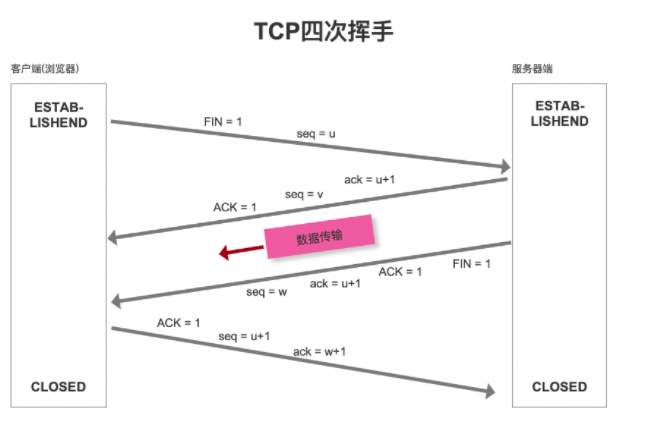 TCP四次挥手
客户端(浏览器)
服务器端
ESTAB-
LISHEND
ESTAB-
LISHEND
FIN = 1
seq = u
ack = u+1
seq = v
ACK = 1
数据传输
FIN = 1
ACK = 1
ack = u+1
seq = w
ACK = 1
seq = u+1
ack = w+1
CLOSED
CLOSED